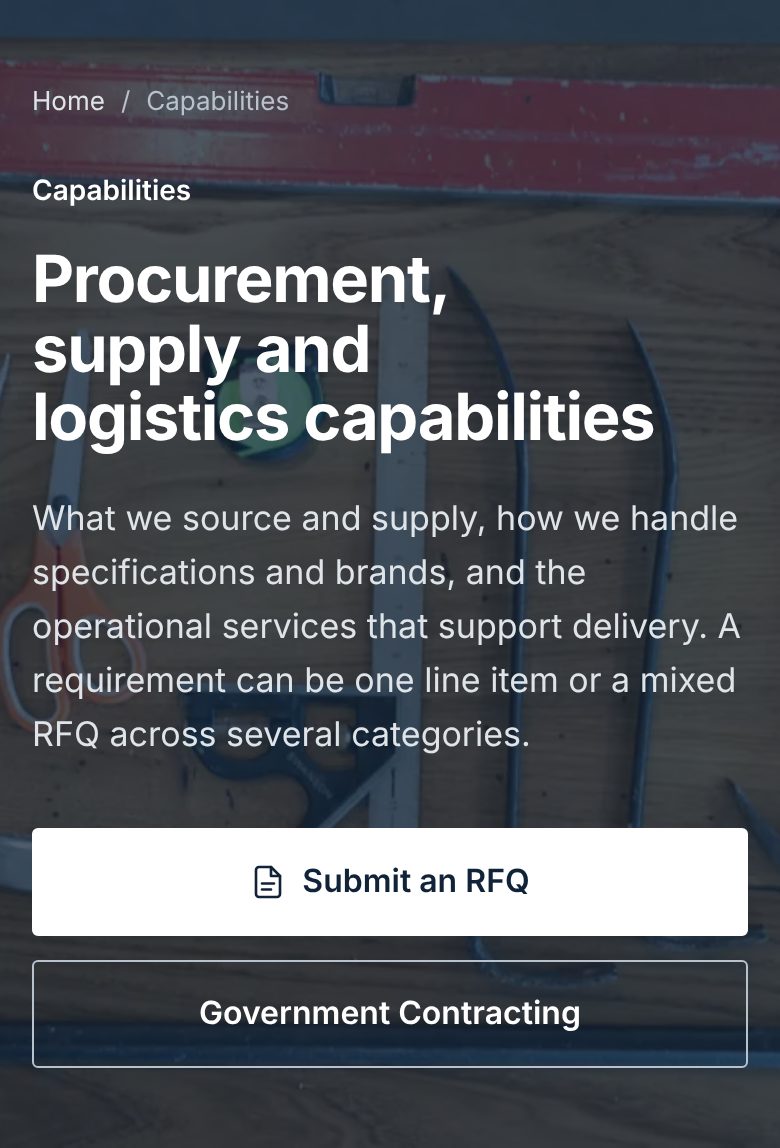 Home / Capabilities
Capabilities
Procurement,
supply and
logistics capabilities
What we source and supply, how we handle
specifications and brands, and the
operational services that support delivery. A
requirement can be one line item or a mixed
RFQ across several categories.
Submit an RFQ
Government Contracting